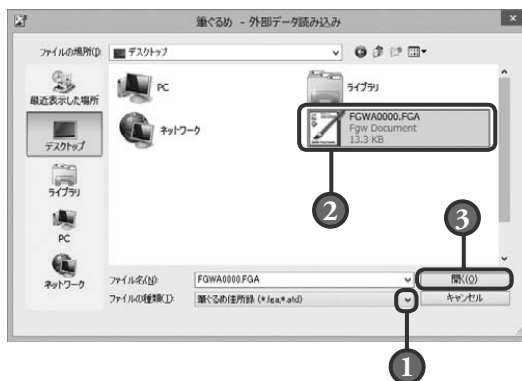 筆ぐるめ - 外部データ読み込み
×
ファイルの場所(I):
デスクトップ
最近表示した場所
デスクトップ
ライブラリ
PC
ネットワーク
PC
ネットワーク
ライブラリ
FGWA0000.FGA
Fgw Document
13.3 KB
2
3
ファイル名(N):
FGWA0000.FGA
開く(O)
ファイルの種類(T):
筆ぐるめ住所録 (*.fea,*.atd)
キャンセル
1